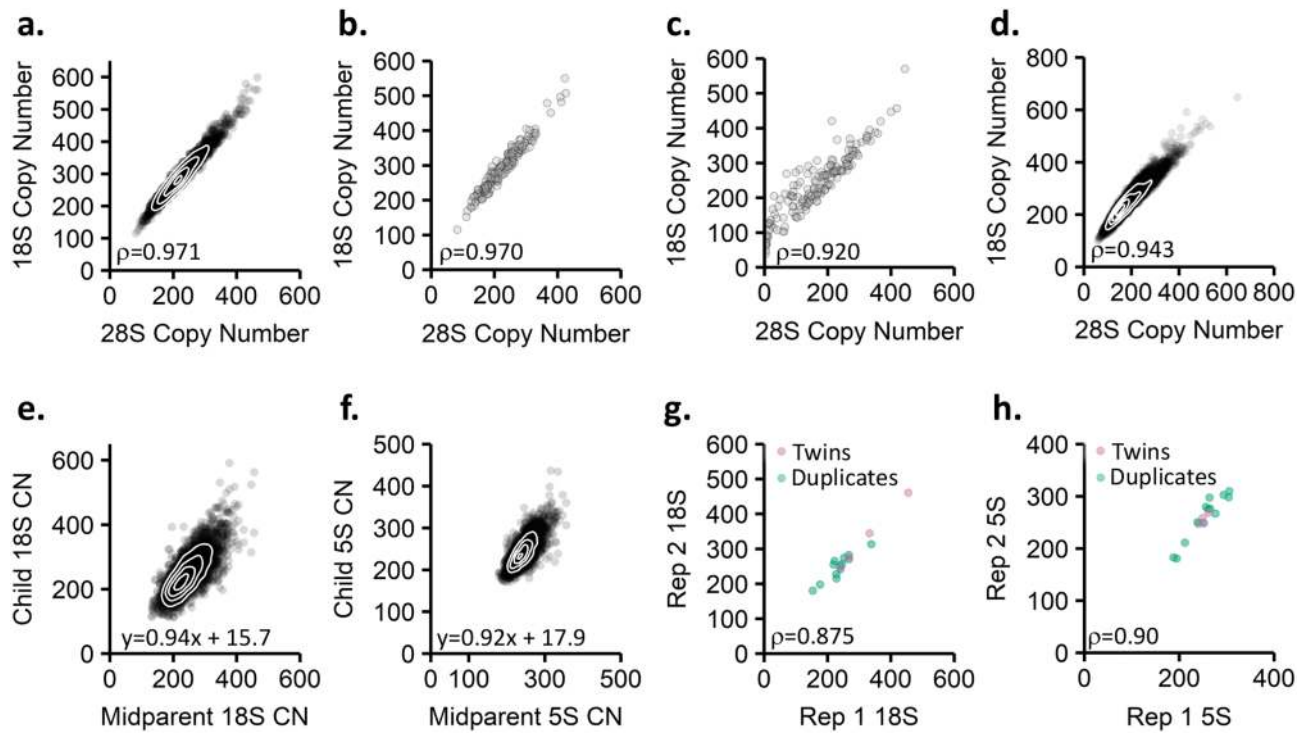 a.
18S Copy Number
600
500
400
300
200
100
0
ρ=0.971
0 200 400 600
28S Copy Number
b.
18S Copy Number
600
500
400
300
200
100
0
ρ=0.970
0 200 400 600
28S Copy Number
c.
18S Copy Number
600
500
400
300
200
100
0
ρ=0.920
0 100 200 300 400 500 600
28S Copy Number
d.
18S Copy Number
800
600
400
200
0
ρ=0.943
0 200 400 600 800
28S Copy Number
e.
Child 18S CN
600
400
200
0
y=0.94x + 15.7
0 200 400 600
Midparent 18S CN
f.
Child 5S CN
500
400
300
200
100
0
y=0.92x + 17.9
100 300 500
Midparent 5S CN
g.
Rep 2 18S
600
500
400
300
200
100
0
Twins
Duplicates
ρ=0.875
0 200 400 600
Rep 1 18S
h.
Rep 2 5S
400
300
200
100
0
Twins
Duplicates
ρ=0.90
0 200 400
Rep 1 5S